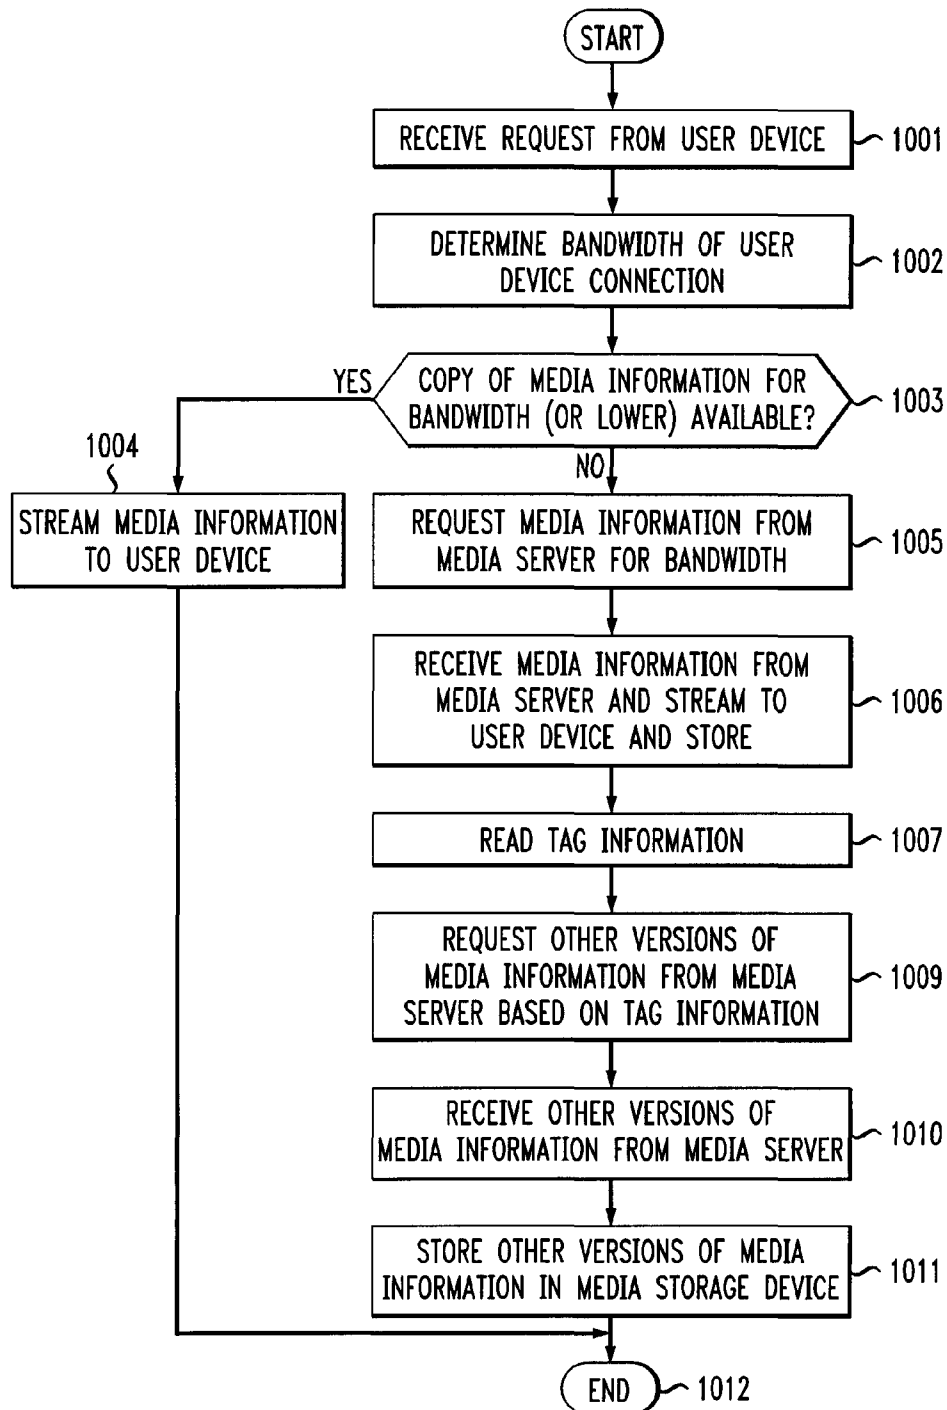 START
RECEIVE REQUEST FROM USER DEVICE
1001
DETERMINE BANDWIDTH OF USER
DEVICE CONNECTION
1002
YES
COPY OF MEDIA INFORMATION FOR
BANDWIDTH (OR LOWER) AVAILABLE?
1003
NO
1004
STREAM MEDIA INFORMATION
TO USER DEVICE
REQUEST MEDIA INFORMATION FROM
MEDIA SERVER FOR BANDWIDTH
1005
RECEIVE MEDIA INFORMATION FROM
MEDIA SERVER AND STREAM TO
USER DEVICE AND STORE
1006
READ TAG INFORMATION
1007
REQUEST OTHER VERSIONS OF
MEDIA INFORMATION FROM MEDIA
SERVER BASED ON TAG INFORMATION
1009
RECEIVE OTHER VERSIONS OF
MEDIA INFORMATION FROM MEDIA SERVER
1010
STORE OTHER VERSIONS OF MEDIA
INFORMATION IN MEDIA STORAGE DEVICE
1011
END
1012